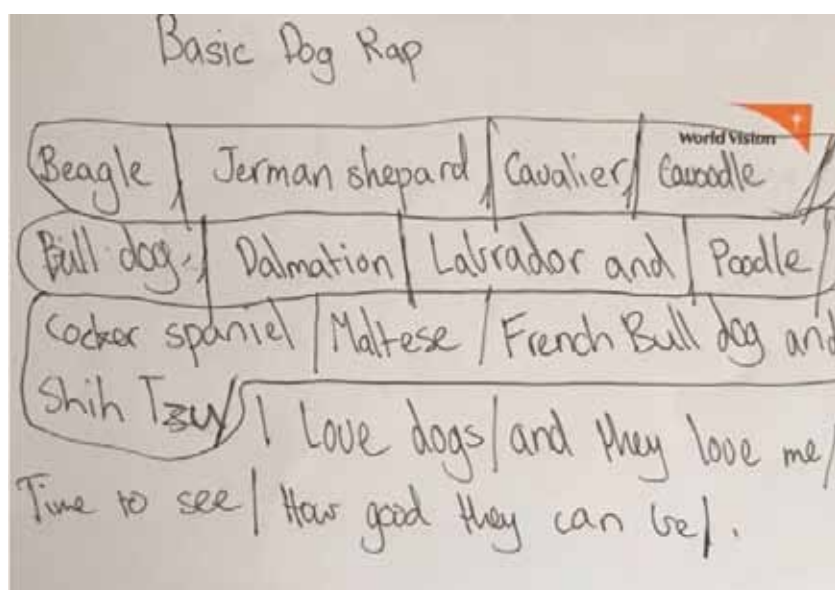 Basic Dog Rap
World Vision
Beagle / Jerman shepard / Cavalier / Cavoodle /
Bull dog, / Dalmation / Labrador and / Poodle /
Cocker spaniel / Maltese / French Bull dog and
Shih Tzu / I Love dogs / and they love me /
Time to see / How good they can be / .